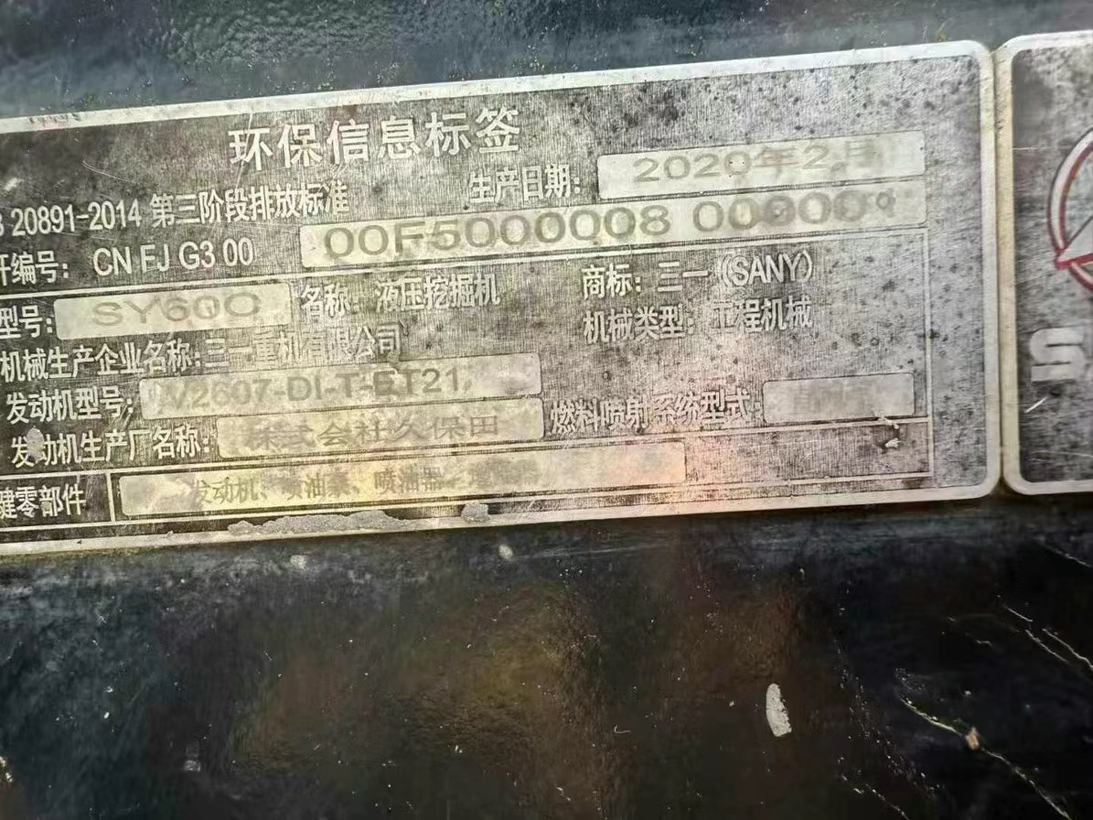 环保信息标签
20891-2014 第三阶段排放标准 生产日期: 2020年2月
编号: CN FJ G3 00 00F5000008 000000
型号: SY60C 名称: 液压挖掘机 商标: 三一(SANY)
机械生产企业名称: 三一重机有限公司 机械类型: 工程机械
发动机型号: V2607-DI-T-ET21
燃料喷射系统型式:
发动机生产厂名称: 株式会社久保田
键零部件 发动机、喷油泵、喷油器
S